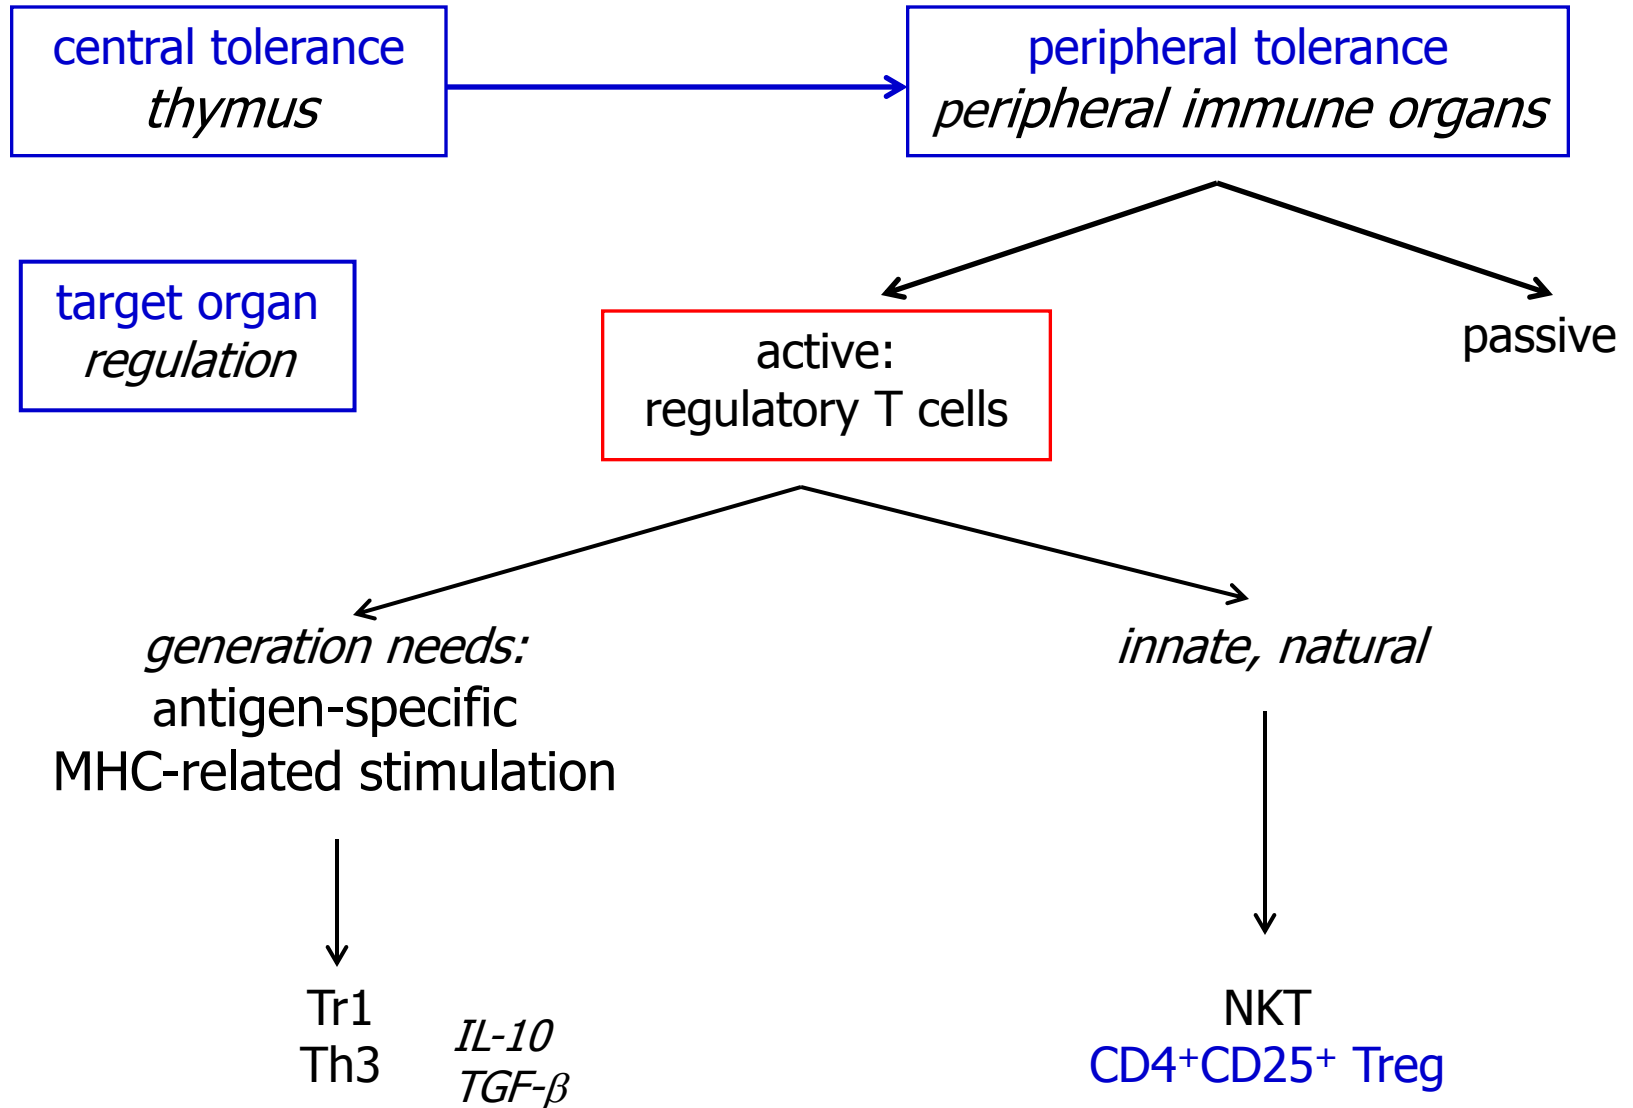 central tolerance
thymus
peripheral tolerance
peripheral immune organs
target organ
regulation
active:
regulatory T cells
passive
generation needs:
antigen-specific
MHC-related stimulation
innate, natural
Tr1
Th3
IL-10
TGF-β
NKT
CD4⁺CD25⁺ Treg